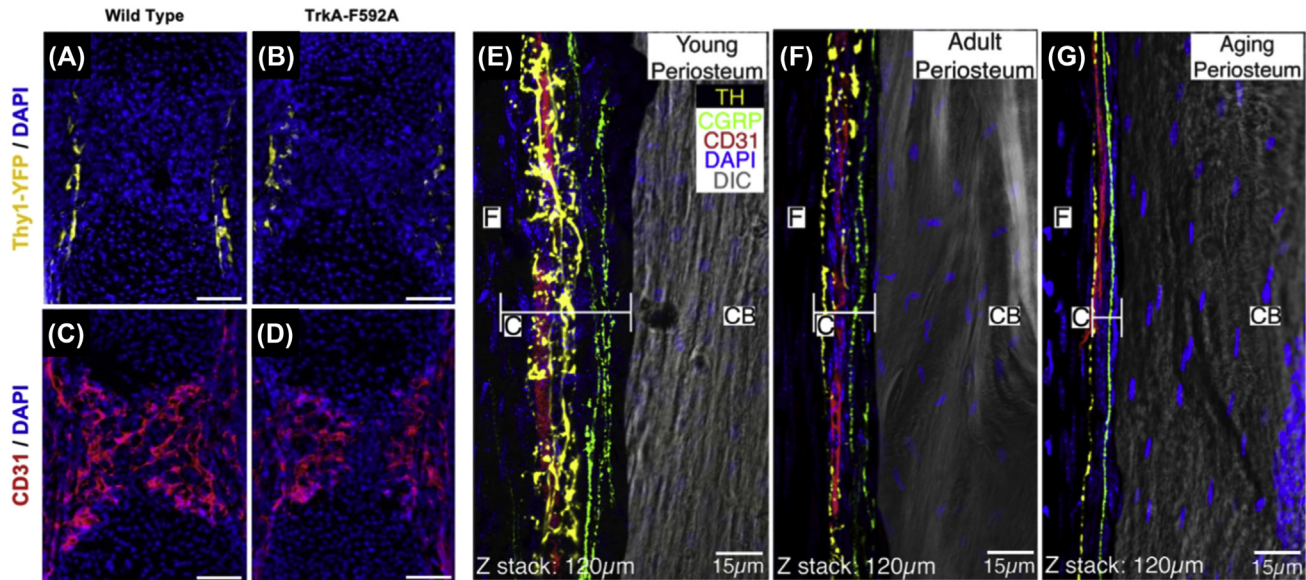 Wild Type
TrkA-F592A
Thy1-YFP / DAPI
CD31 / DAPI
(A)
(B)
(C)
(D)
(E)
Young
Periosteum
TH
CGRP
CD31
DAPI
DIC
F
C
CB
Z stack: 120µm
15µm
(F)
Adult
Periosteum
F
C
CB
Z stack: 120µm
15µm
(G)
Aging
Periosteum
F
C
CB
Z stack: 120µm
15µm